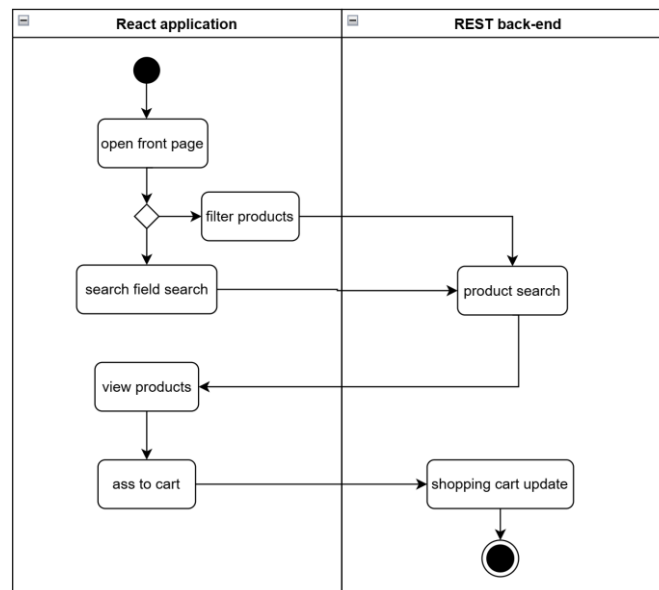 React application
REST back-end
open front page
filter products
search field search
product search
view products
ass to cart
shopping cart update